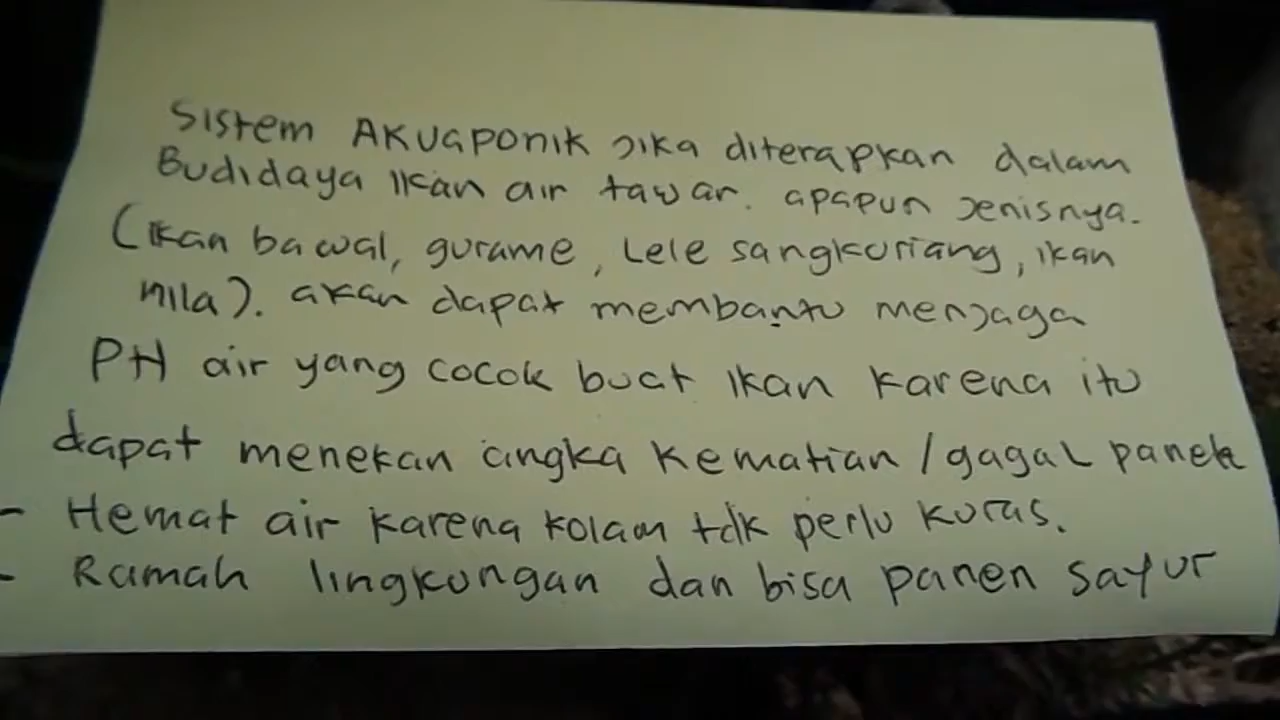 Sistem AKUAPONIK jika diterapkan dalam
Budidaya Ikan air tawar. apapun jenisnya.
(Ikan bawal, gurame, Lele sangkuriang, ikan
nila). akan dapat membantu menjaga
PH air yang cocok buat Ikan karena itu
dapat menekan angka kematian / gagal panen
- Hemat air karena kolam tdk perlu kuras.
- Ramah lingkungan dan bisa panen sayur